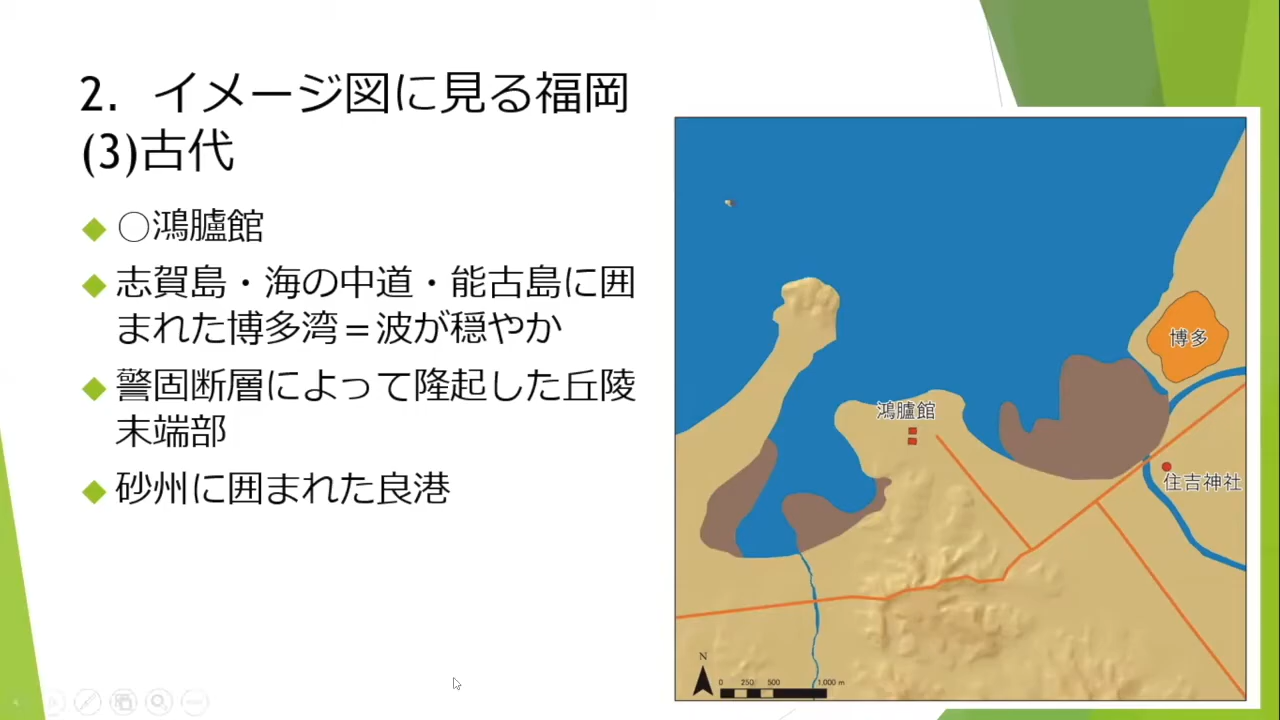 2. イメージ図に見る福岡
(3)古代
○鴻臚館
志賀島・海の中道・能古島に囲
まれた博多湾＝波が穏やか
警固断層によって隆起した丘陵
末端部
砂州に囲まれた良港
博多
鴻臚館
住吉神社
N
0 250 500 1,000 m